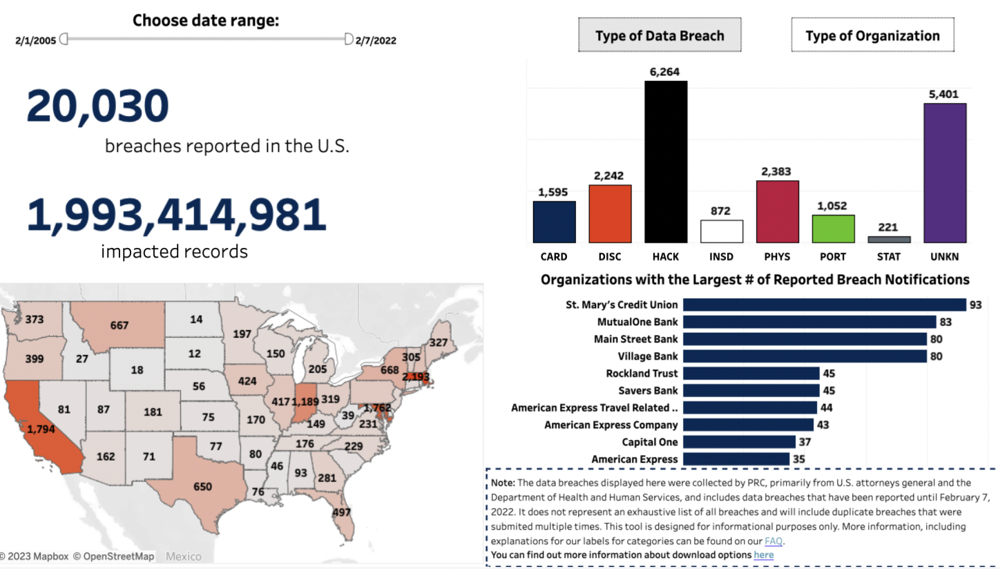 Choose date range:
2/1/2005
2/7/2022
20,030
breaches reported in the U.S.
1,993,414,981
impacted records
373
667
14
197
150
205
327
305
399
27
18
12
668
2,193
424
56
417
1,189
319
1,762
81
87
181
75
170
149
39
231
1,794
162
71
77
80
176
229
46
93
281
650
76
497
© 2023 Mapbox © OpenStreetMap
Mexico
Type of Data Breach
Type of Organization
1,595
2,242
6,264
872
2,383
1,052
221
5,401
CARD
DISC
HACK
INSD
PHYS
PORT
STAT
UNKN
Organizations with the Largest # of Reported Breach Notifications
St. Mary's Credit Union 93
MutualOne Bank 83
Main Street Bank 80
Village Bank 80
Rockland Trust 45
Savers Bank 45
American Express Travel Related .. 44
American Express Company 43
Capital One 37
American Express 35
Note: The data breaches displayed here were collected by PRC, primarily from U.S. attorneys general and the
Department of Health and Human Services, and includes data breaches that have been reported until February 7,
2022. It does not represent an exhaustive list of all breaches and will include duplicate breaches that were
submited multiple times. This tool is designed for informational purposes only. More information, including
explanations for our labels for categories can be found on our FAQ.
You can find out more information about download options here